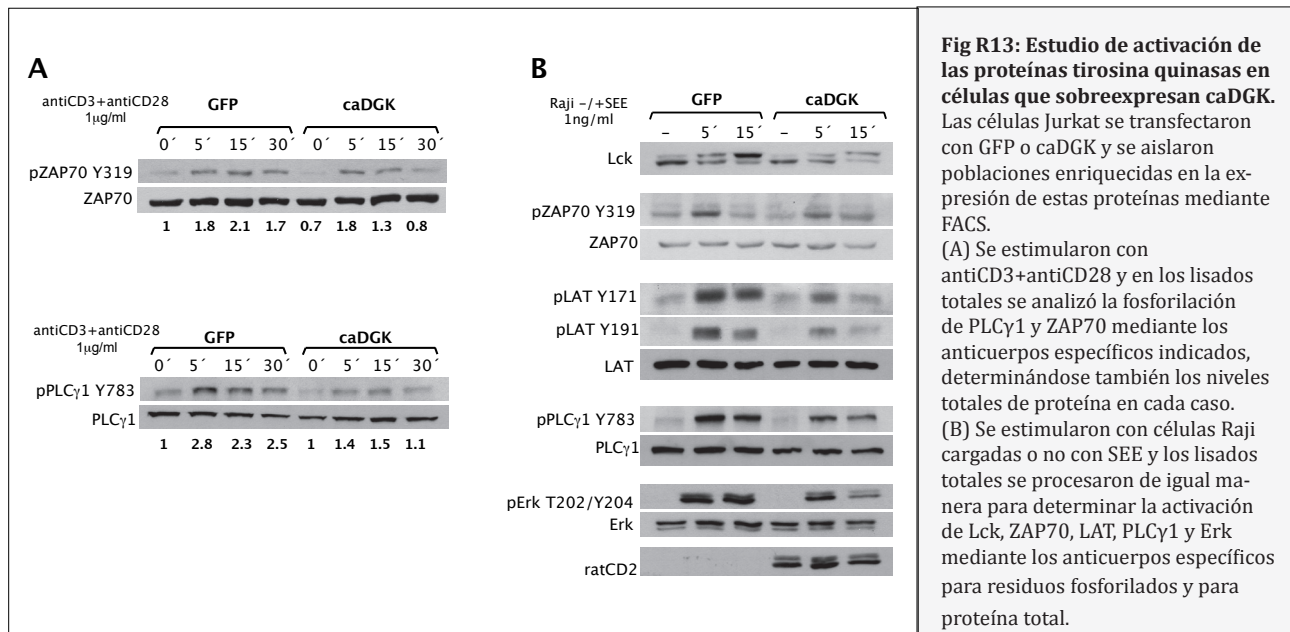 A
antiCD3+antiCD28
1μg/ml
GFP
caDGK
0´ 5´ 15´ 30´ 0´ 5´ 15´ 30´
pZAP70 Y319
ZAP70
1 1.8 2.1 1.7 0.7 1.8 1.3 0.8
antiCD3+antiCD28
1μg/ml
GFP
caDGK
0´ 5´ 15´ 30´ 0´ 5´ 15´ 30´
pPLCγ1 Y783
PLCγ1
1 2.8 2.3 2.5 1 1.4 1.5 1.1
B
Raji -/+SEE
1ng/ml
GFP
caDGK
– 5´ 15´ – 5´ 15´
Lck
pZAP70 Y319
ZAP70
pLAT Y171
pLAT Y191
LAT
pPLCγ1 Y783
PLCγ1
pErk T202/Y204
Erk
ratCD2
Fig R13: Estudio de activación de
las proteínas tirosina quinasas en
células que sobreexpresan caDGK.
Las células Jurkat se transfectaron
con GFP o caDGK y se aislaron
poblaciones enriquecidas en la ex-
presión de estas proteínas mediante
FACS.
(A) Se estimularon con
antiCD3+antiCD28 y en los lisados
totales se analizó la fosforilación
de PLCγ1 y ZAP70 mediante los
anticuerpos específicos indicados,
determinándose también los niveles
totales de proteína en cada caso.
(B) Se estimularon con células Raji
cargadas o no con SEE y los lisados
totales se procesaron de igual ma-
nera para determinar la activación
de Lck, ZAP70, LAT, PLCγ1 y Erk
mediante los anticuerpos específicos
para residuos fosforilados y para
proteína total.